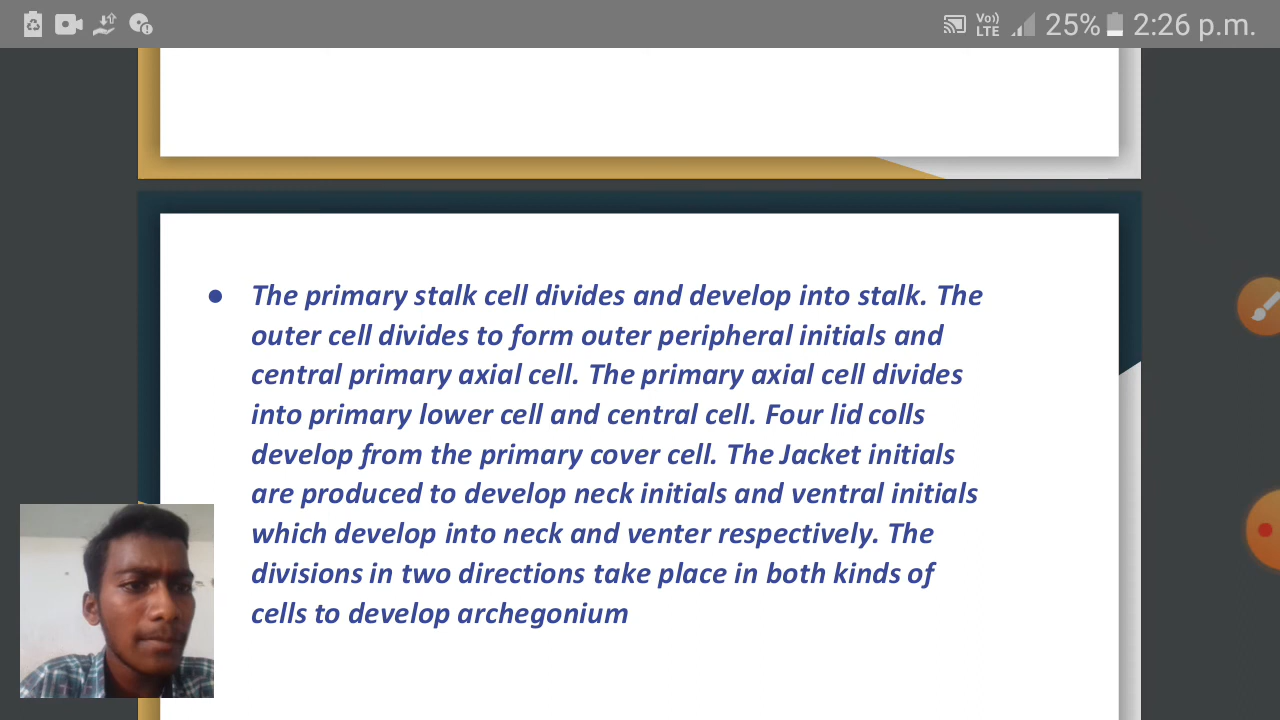 Vo)) LTE 25% 2:26 p.m.
● The primary stalk cell divides and develop into stalk. The
outer cell divides to form outer peripheral initials and
central primary axial cell. The primary axial cell divides
into primary lower cell and central cell. Four lid colls
develop from the primary cover cell. The Jacket initials
are produced to develop neck initials and ventral initials
which develop into neck and venter respectively. The
divisions in two directions take place in both kinds of
cells to develop archegonium